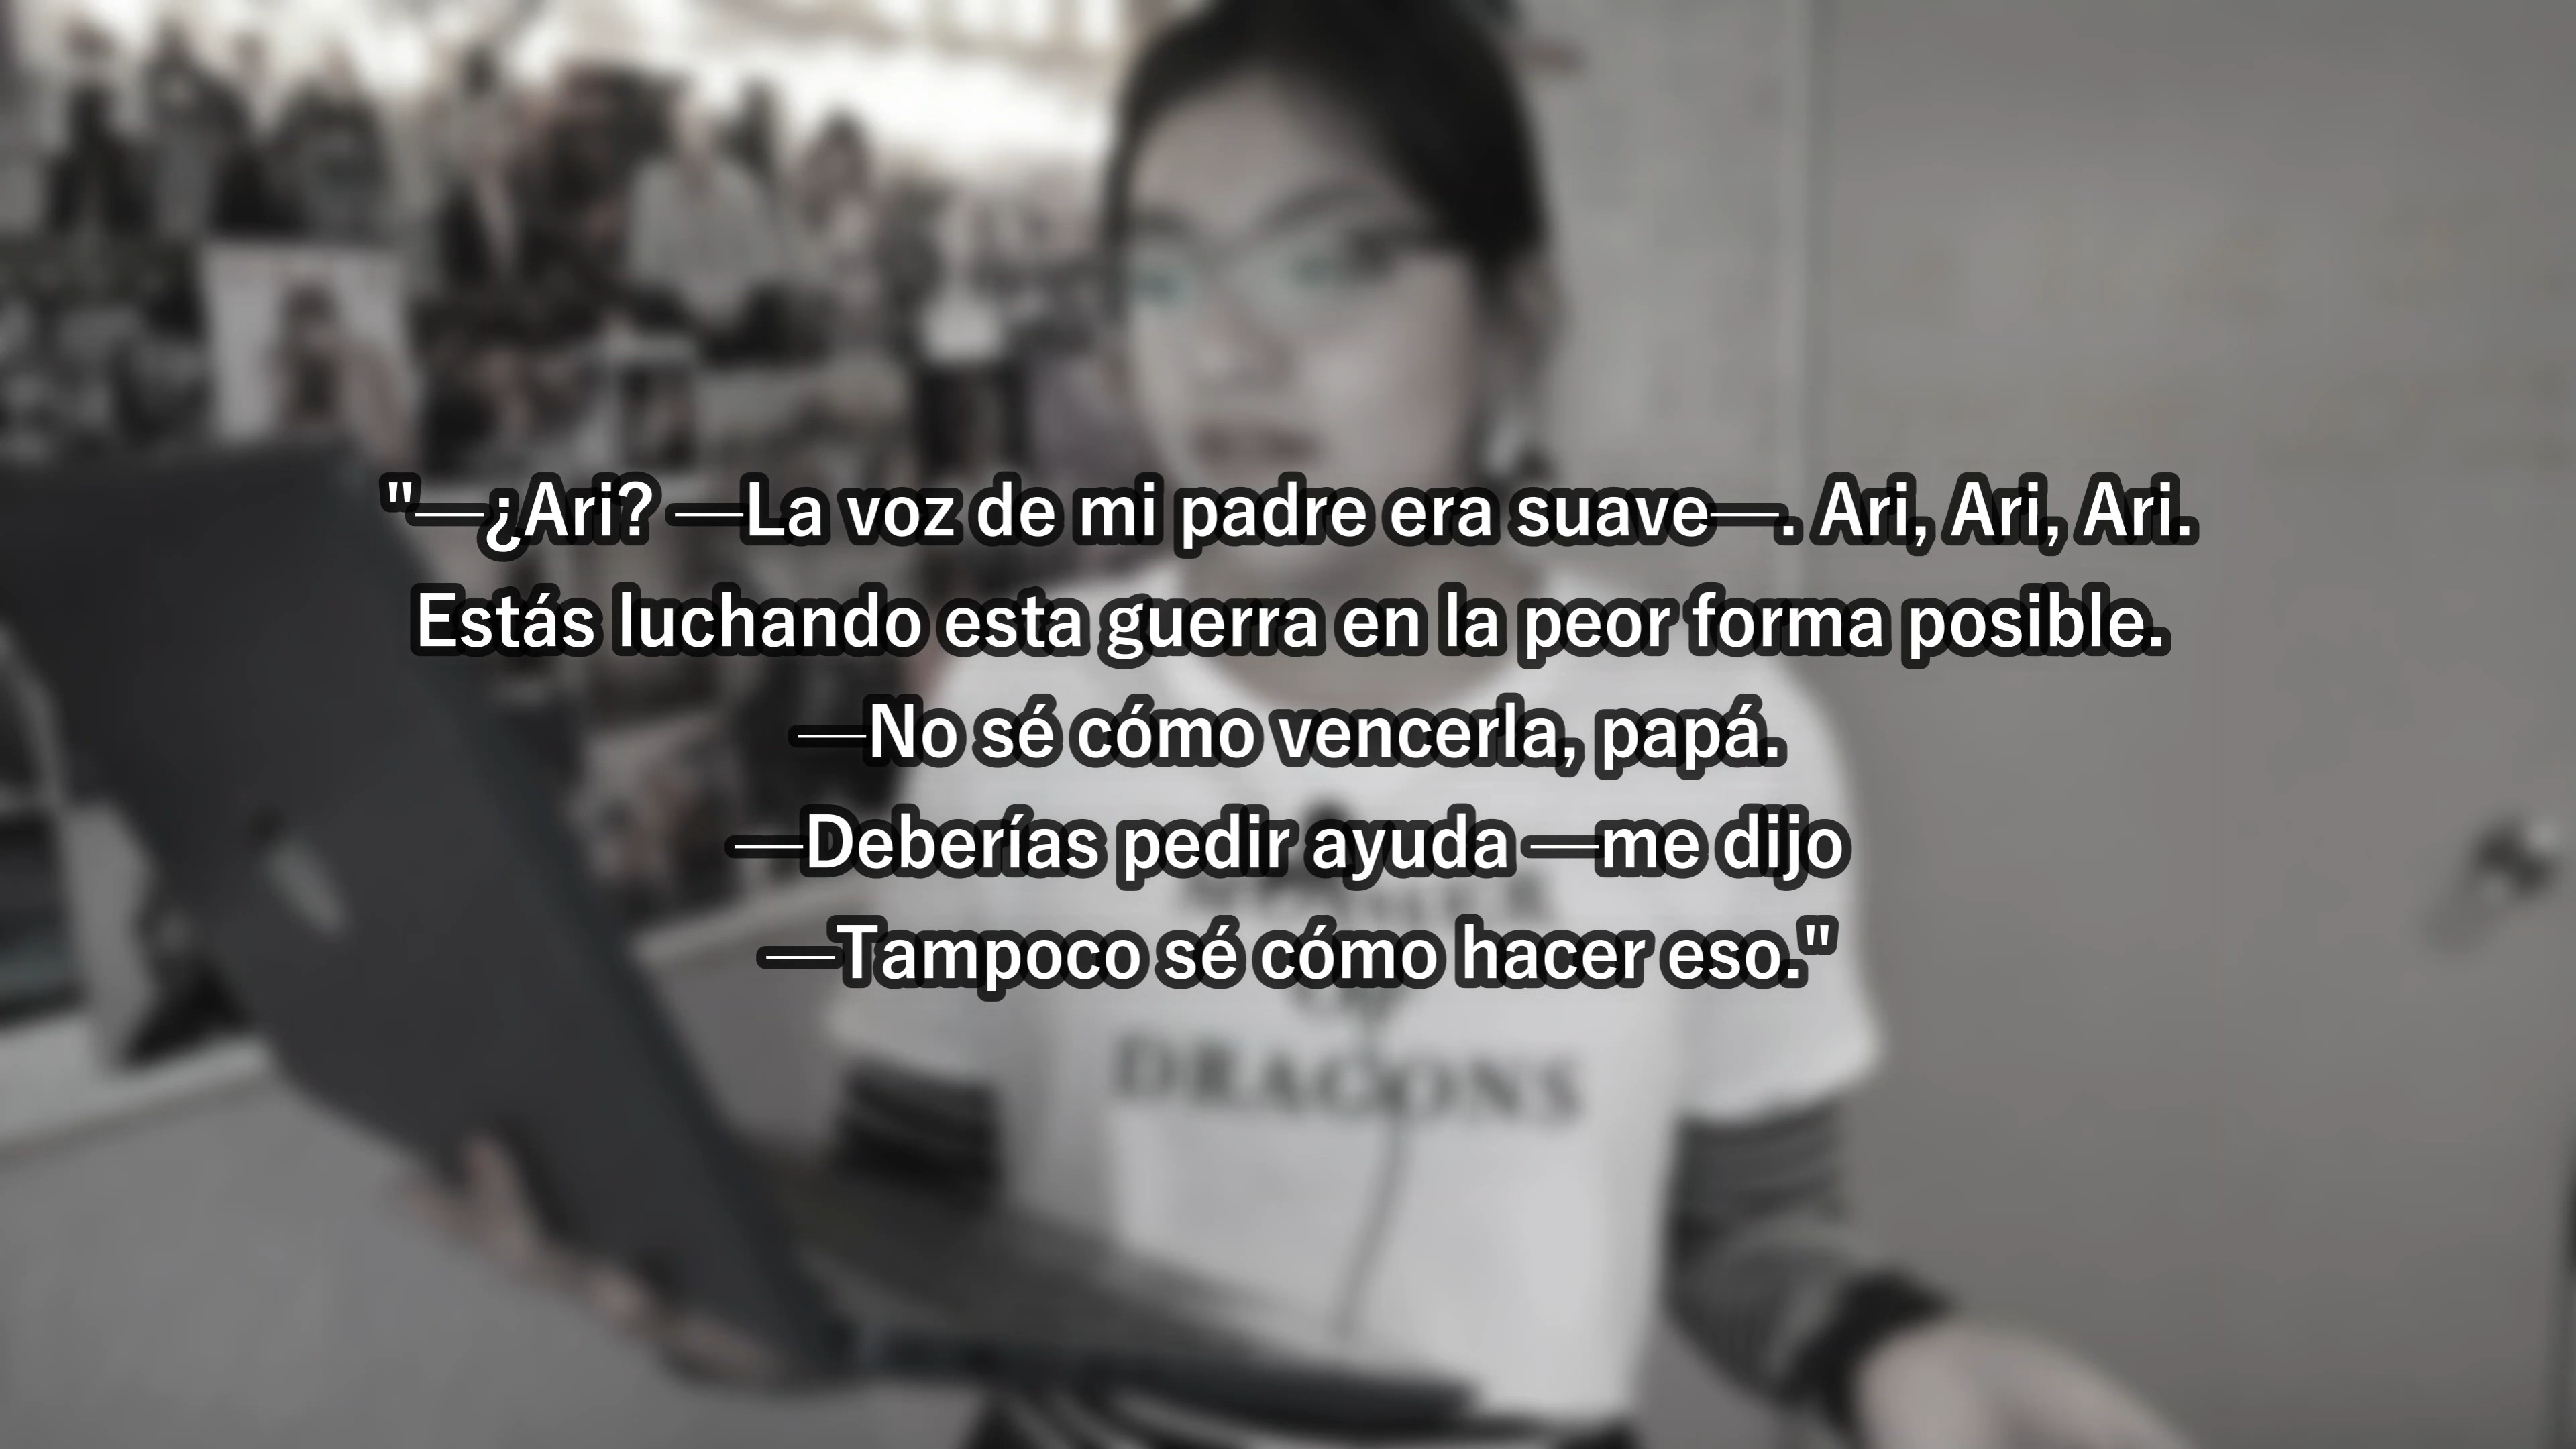 "—¿Ari? —La voz de mi padre era suave—. Ari, Ari, Ari.
Estás luchando esta guerra en la peor forma posible.
—No sé cómo vencerla, papá.
—Deberías pedir ayuda —me dijo
—Tampoco sé cómo hacer eso."
DRAGONS